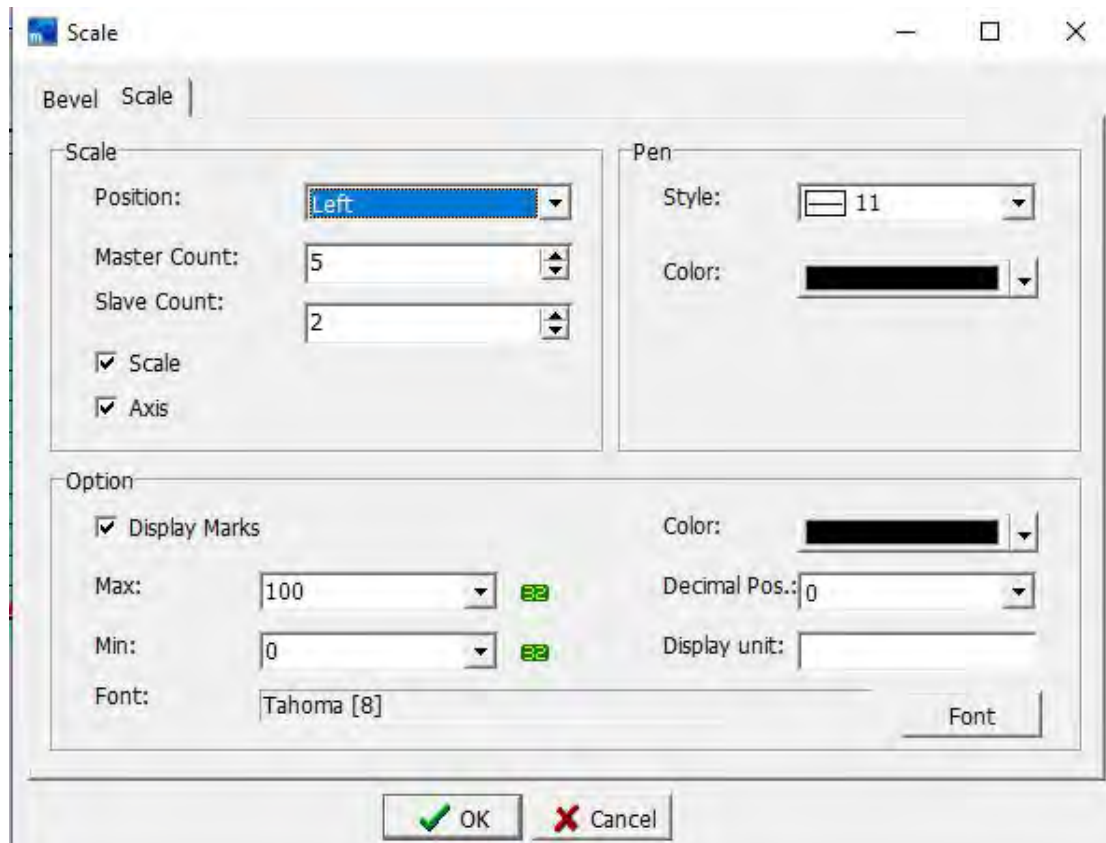 Scale
Bevel Scale
Scale
Position: Left
Master Count: 5
Slave Count: 2
Scale
Axis
Pen
Style: 11
Color:
Option
Display Marks
Color:
Max: 100
Decimal Pos.: 0
Min: 0
Display unit:
Font: Tahoma [8]
Font
OK Cancel